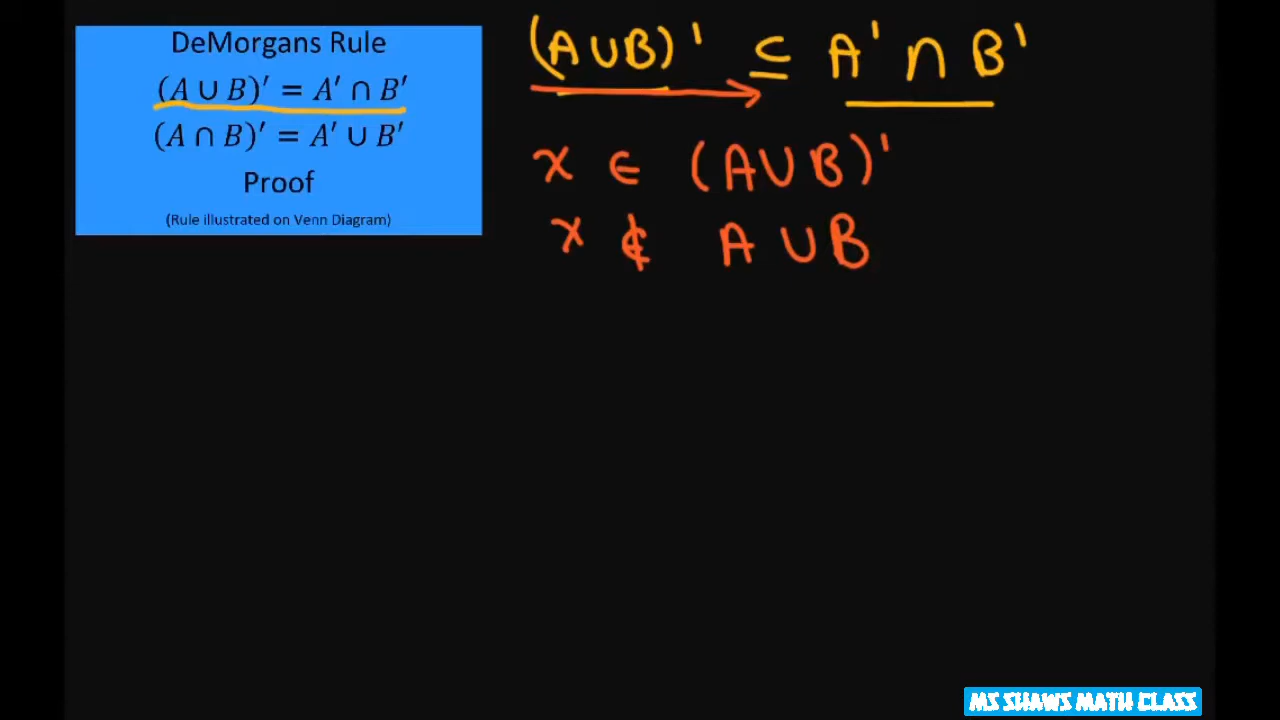 DeMorgans Rule
(A ∪ B)′ = A′ ∩ B′
(A ∩ B)′ = A′ ∪ B′
Proof
(Rule illustrated on Venn Diagram)
(A∪B)' ⊆ A' ∩ B'
x ∈ (A∪B)'
x ∉ A∪B
MS SHAWS MATH CLASS